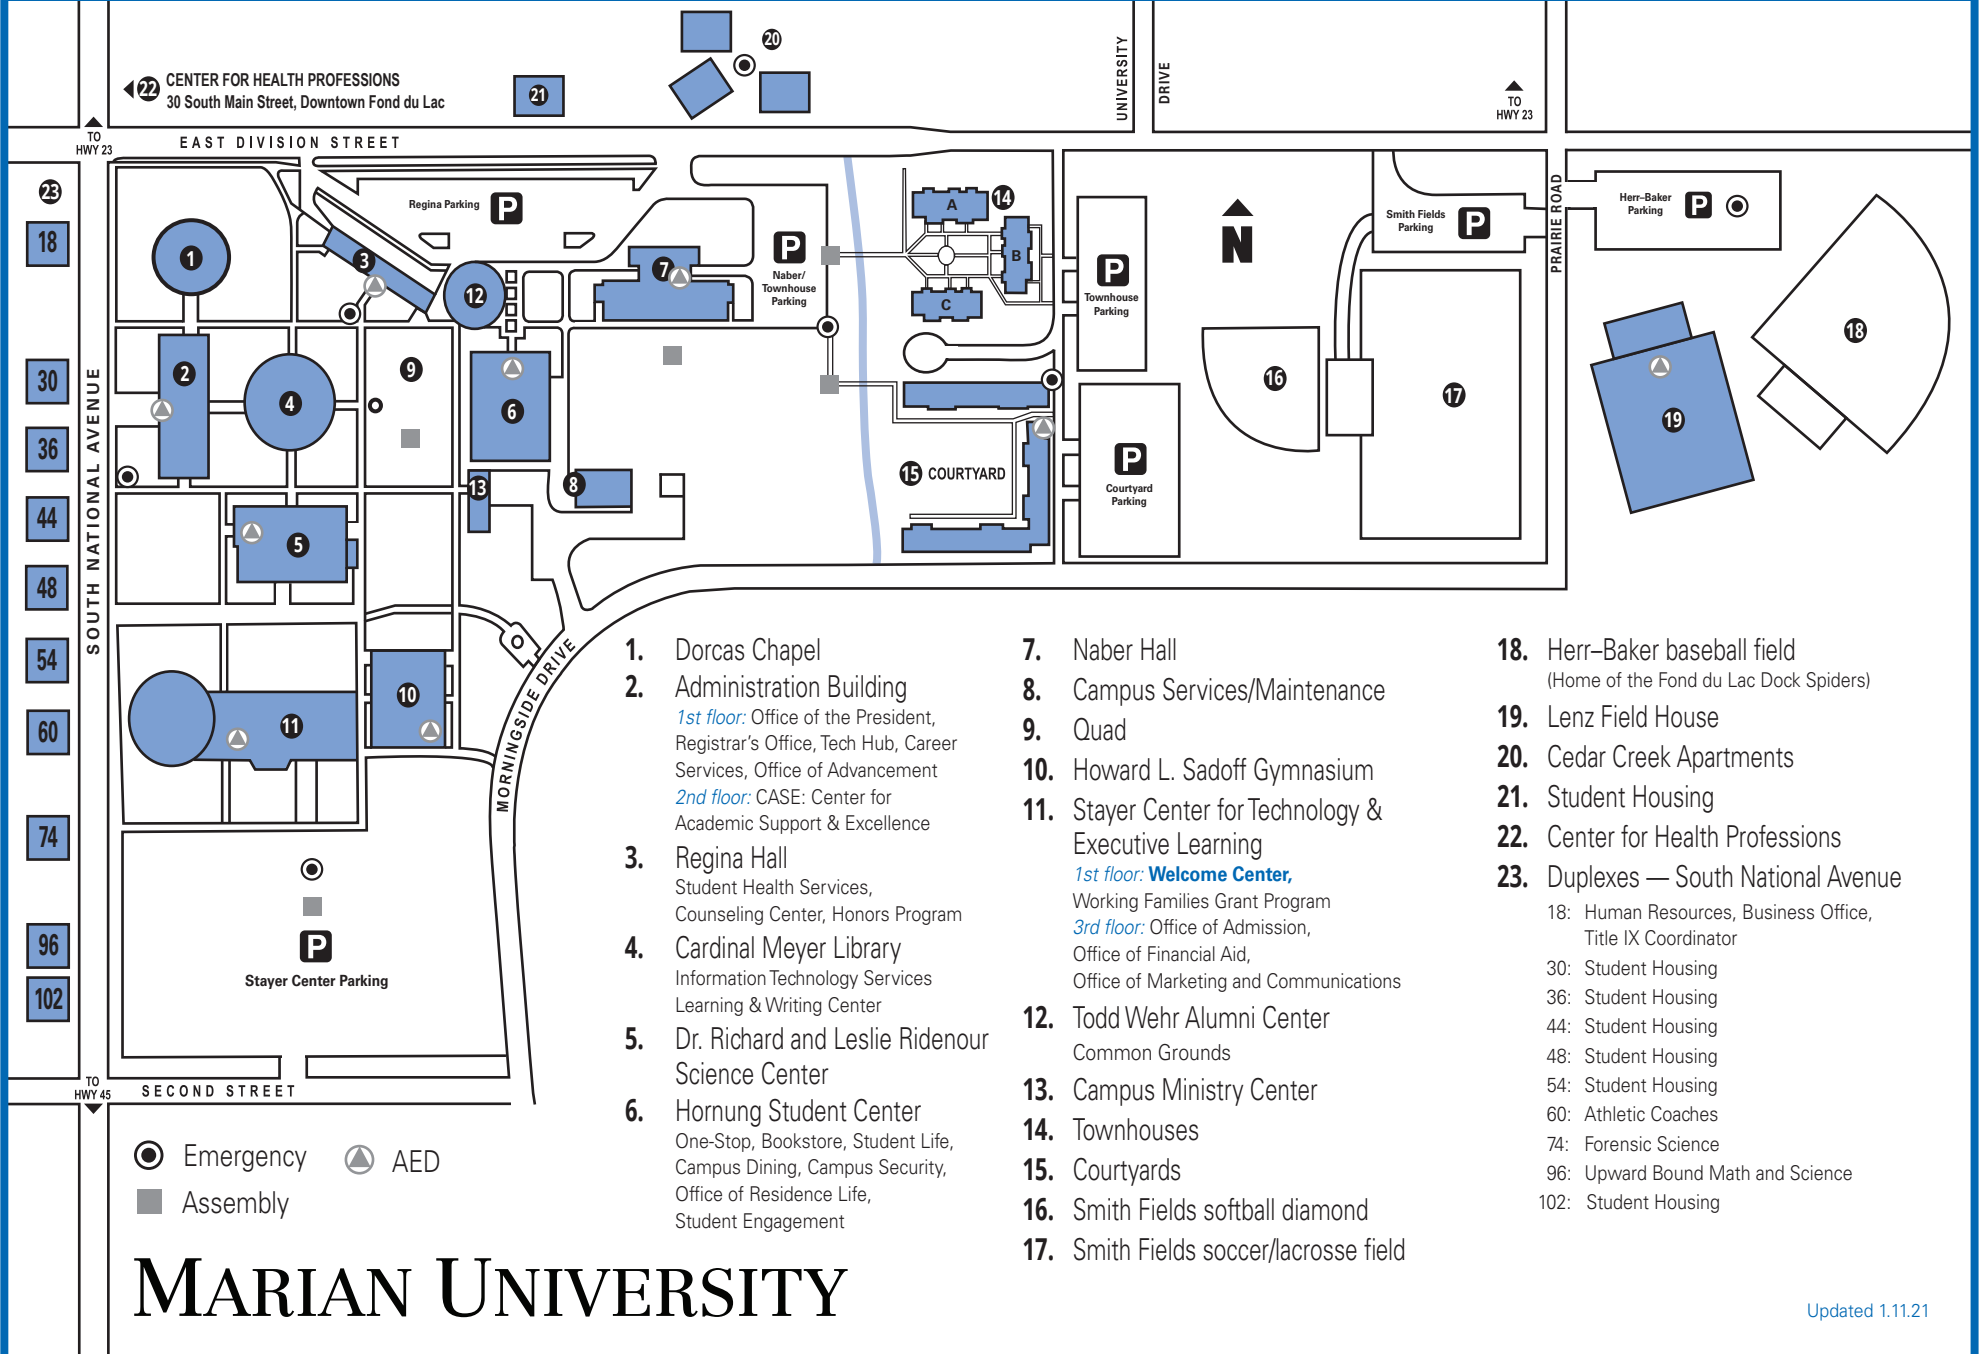 20
22 CENTER FOR HEALTH PROFESSIONS
30 South Main Street, Downtown Fond du Lac
21
UNIVERSITY
DRIVE
TO
HWY 23
TO
HWY 23
EAST DIVISION STREET
23
18
30
36
44
48
54
60
74
96
102
SOUTH NATIONAL AVENUE
1
2
3
4
5
6
7
8
9
10
11
12
13
Regina Parking P
P
Naber/
Townhouse
Parking
A
B
C
14
15 COURTYARD
P
Townhouse
Parking
P
Courtyard
Parking
N
16
17
Smith Fields
Parking
P
PRAIRIE ROAD
Herr–Baker
Parking
P
18
19
MORNINGSIDE DRIVE
P
Stayer Center Parking
TO
HWY 45
SECOND STREET
Emergency
AED
Assembly
MARIAN UNIVERSITY
1. Dorcas Chapel
2. Administration Building
1st floor: Office of the President,
Registrar's Office, Tech Hub, Career
Services, Office of Advancement
2nd floor: CASE: Center for
Academic Support & Excellence
3. Regina Hall
Student Health Services,
Counseling Center, Honors Program
4. Cardinal Meyer Library
Information Technology Services
Learning & Writing Center
5. Dr. Richard and Leslie Ridenour
Science Center
6. Hornung Student Center
One-Stop, Bookstore, Student Life,
Campus Dining, Campus Security,
Office of Residence Life,
Student Engagement
7. Naber Hall
8. Campus Services/Maintenance
9. Quad
10. Howard L. Sadoff Gymnasium
11. Stayer Center for Technology &
Executive Learning
1st floor: Welcome Center,
Working Families Grant Program
3rd floor: Office of Admission,
Office of Financial Aid,
Office of Marketing and Communications
12. Todd Wehr Alumni Center
Common Grounds
13. Campus Ministry Center
14. Townhouses
15. Courtyards
16. Smith Fields softball diamond
17. Smith Fields soccer/lacrosse field
18. Herr–Baker baseball field
(Home of the Fond du Lac Dock Spiders)
19. Lenz Field House
20. Cedar Creek Apartments
21. Student Housing
22. Center for Health Professions
23. Duplexes — South National Avenue
18: Human Resources, Business Office,
Title IX Coordinator
30: Student Housing
36: Student Housing
44: Student Housing
48: Student Housing
54: Student Housing
60: Athletic Coaches
74: Forensic Science
96: Upward Bound Math and Science
102: Student Housing
Updated 1.11.21